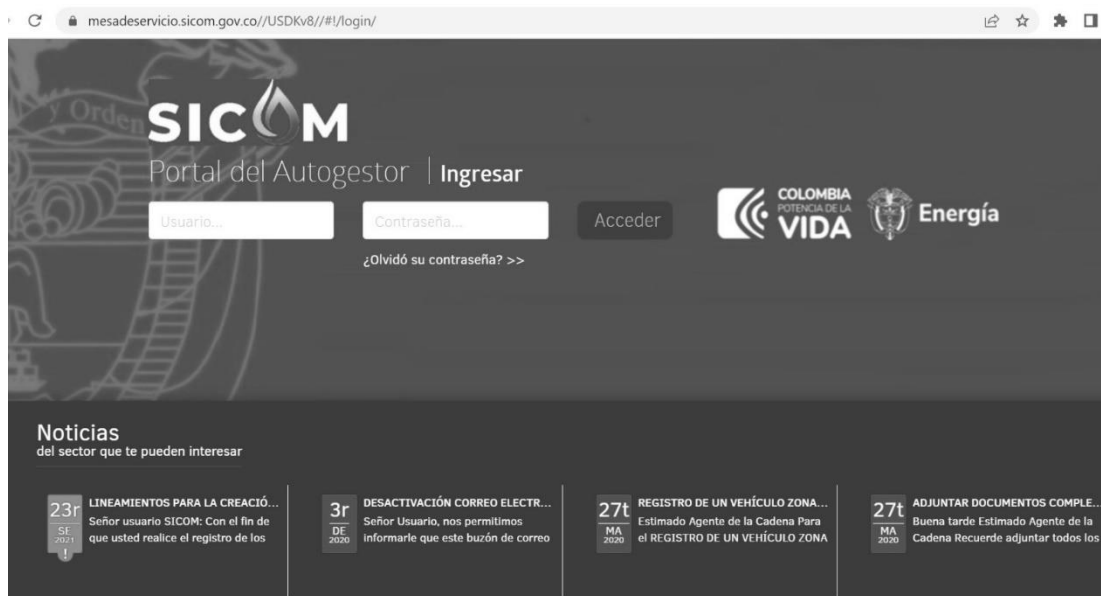 mesadeservicio.sicom.gov.co//USDKv8//#!/login/
y Orden
SICOM
Portal del Autogestor | Ingresar
Usuario...
Contraseña...
Acceder
¿Olvidó su contraseña? >>
COLOMBIA
POTENCIA DE LA
VIDA
Energía
Noticias
del sector que te pueden interesar
23r
SE
2021
!
LINEAMIENTOS PARA LA CREACIÓ...
Señor usuario SICOM: Con el fin de
que usted realice el registro de los
3r
DE
2020
DESACTIVACIÓN CORREO ELECTR...
Señor Usuario, nos permitimos
informarle que este buzón de correo
27t
MA
2020
REGISTRO DE UN VEHÍCULO ZONA...
Estimado Agente de la Cadena Para
el REGISTRO DE UN VEHÍCULO ZONA
27t
MA
2020
ADJUNTAR DOCUMENTOS COMPLE...
Buena tarde Estimado Agente de la
Cadena Recuerde adjuntar todos los